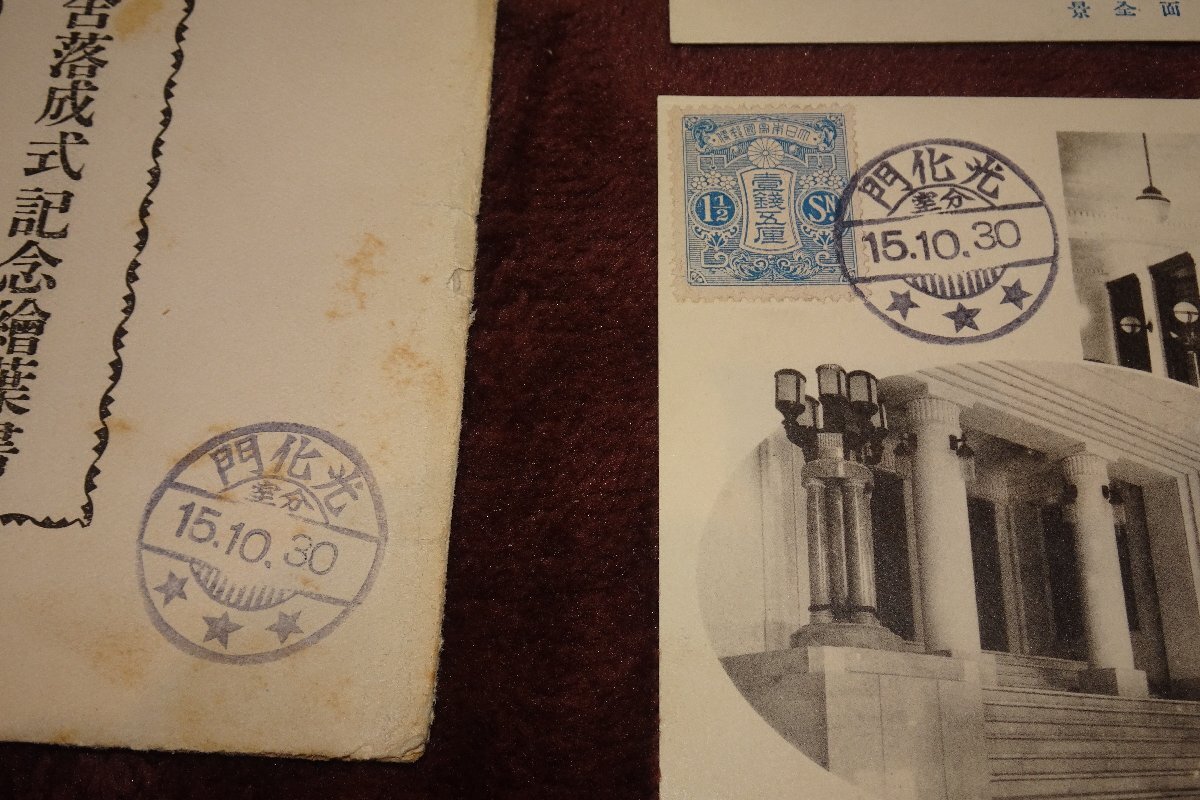 舍落成式記念繪葉書
光化門
分室
15.10.30
面全景
大日本帝國郵便
壹錢五厘
1½ Sn.
光化門
分室
15.10.30